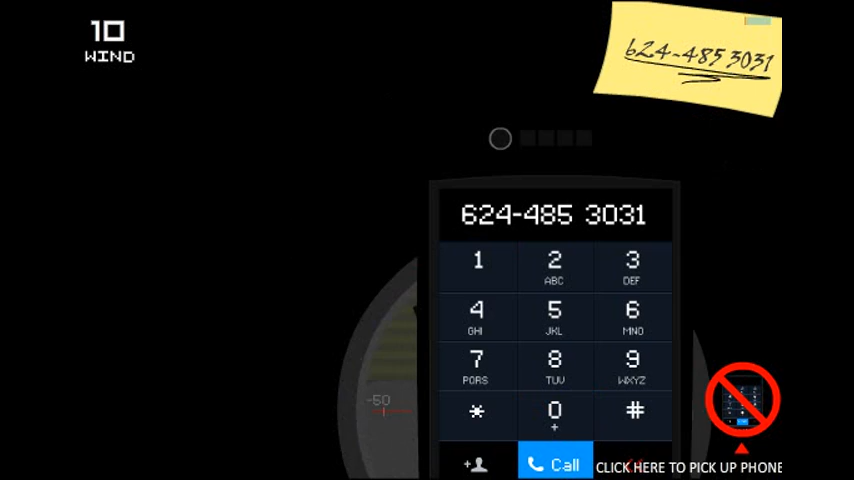 10
WIND
624-485 3031
624-485 3031
1
2
ABC
3
DEF
4
GHI
5
JKL
6
MNO
7
PQRS
8
TUV
9
WXYZ
*
0
+
#
-50
+
Call
CLICK HERE TO PICK UP PHONE